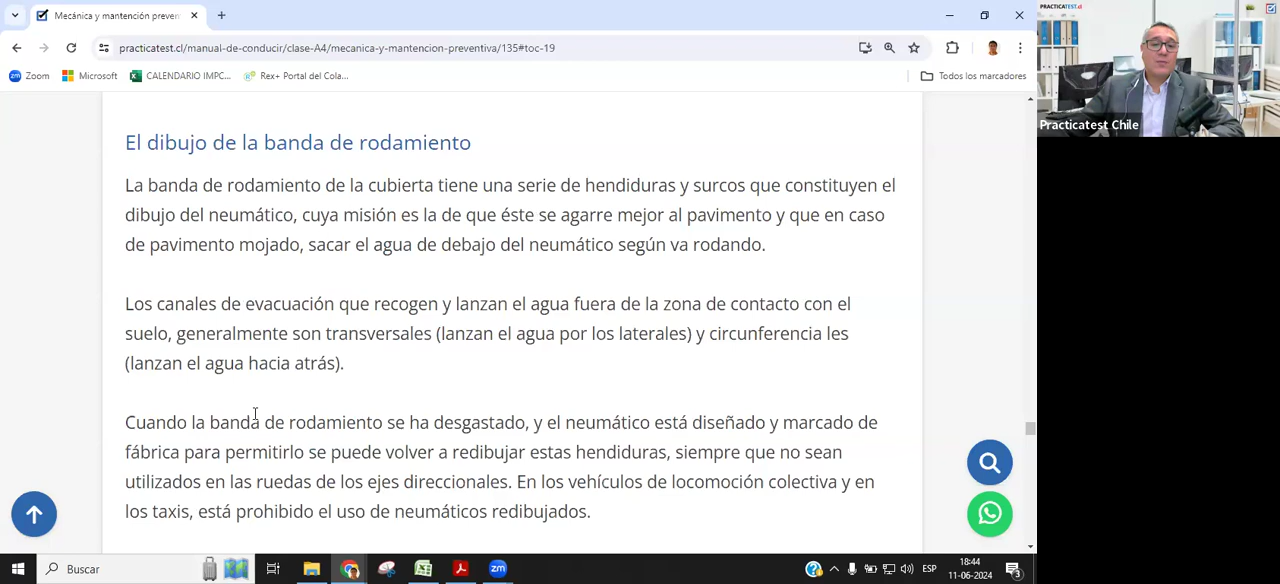 Mecánica y mantención preven
practicatest.cl/manual-de-conducir/clase-A4/mecanica-y-mantencion-preventiva/135#toc-19
Zoom
Microsoft
CALENDARIO IMPC...
Rex+ Portal del Cola...
Todos los marcadores
El dibujo de la banda de rodamiento
La banda de rodamiento de la cubierta tiene una serie de hendiduras y surcos que constituyen el
dibujo del neumático, cuya misión es la de que éste se agarre mejor al pavimento y que en caso
de pavimento mojado, sacar el agua de debajo del neumático según va rodando.
Los canales de evacuación que recogen y lanzan el agua fuera de la zona de contacto con el
suelo, generalmente son transversales (lanzan el agua por los laterales) y circunferencia les
(lanzan el agua hacia atrás).
Cuando la banda de rodamiento se ha desgastado, y el neumático está diseñado y marcado de
fábrica para permitirlo se puede volver a redibujar estas hendiduras, siempre que no sean
utilizados en las ruedas de los ejes direccionales. En los vehículos de locomoción colectiva y en
los taxis, está prohibido el uso de neumáticos redibujados.
PRACTICATEST.cl
Practicatest Chile
zm
Buscar
zm
ESP
18:44
11-06-2024
3